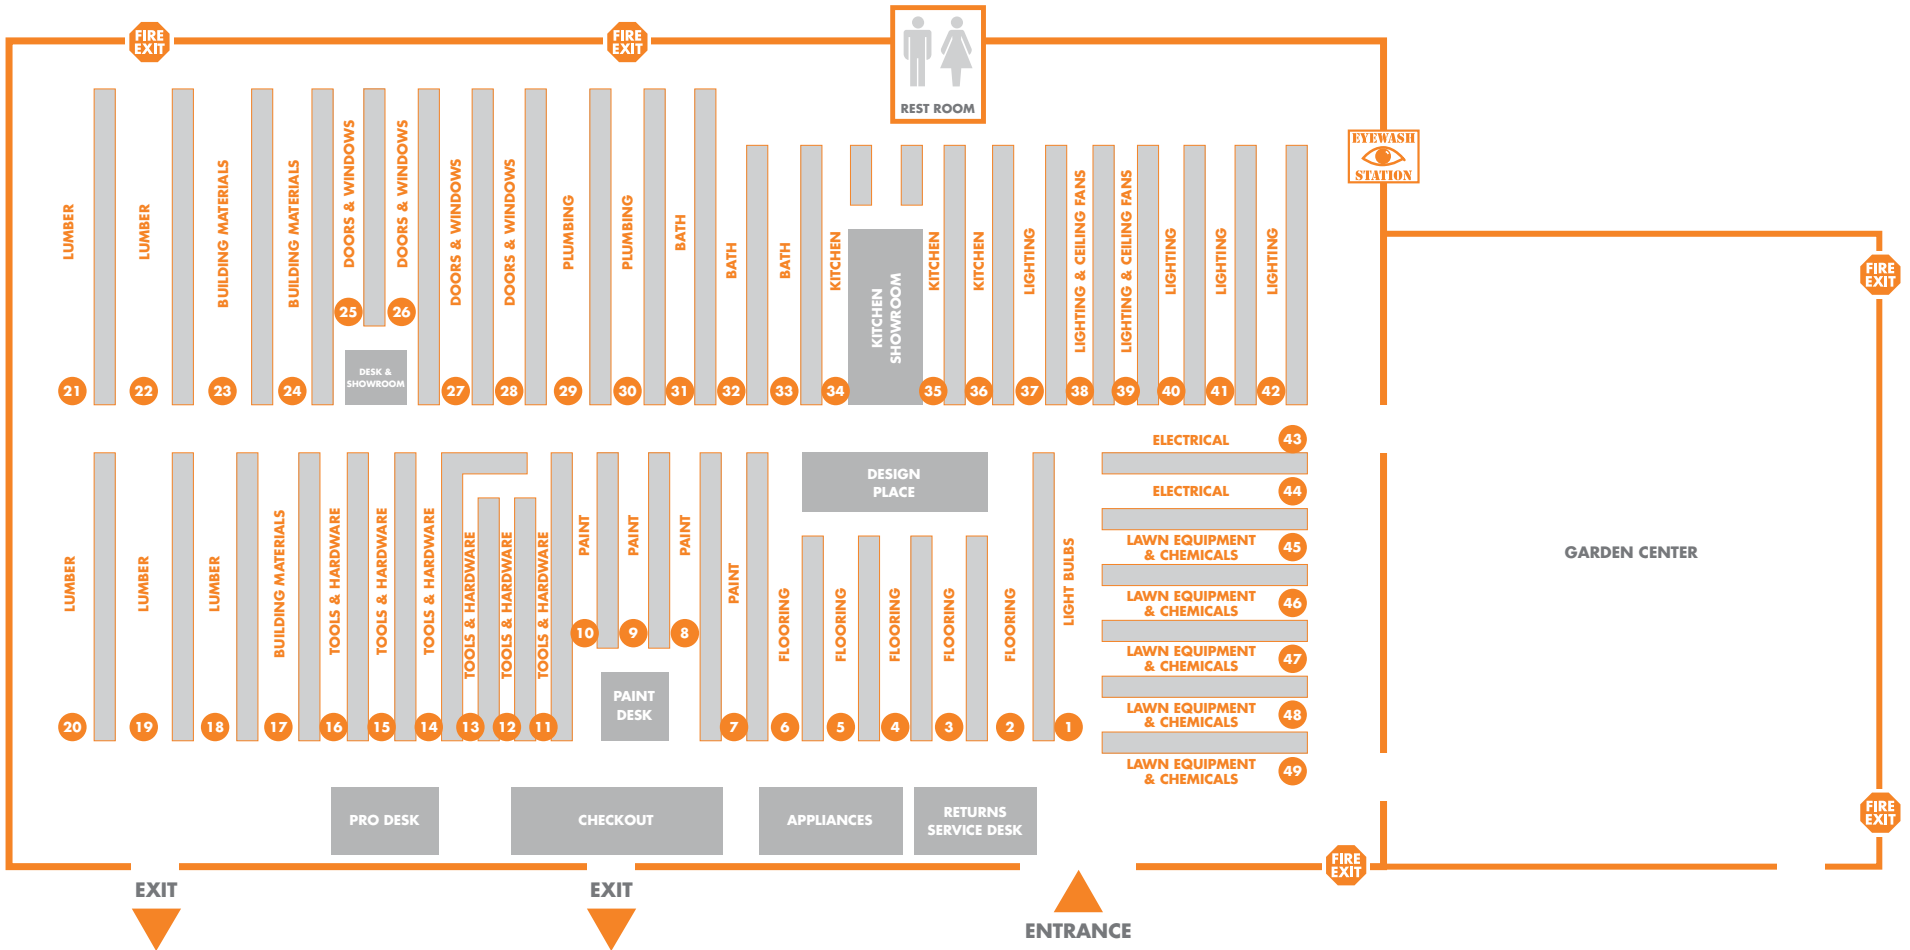 FIRE
EXIT
FIRE
EXIT
REST ROOM
EYEWASH
STATION
LUMBER
LUMBER
BUILDING MATERIALS
BUILDING MATERIALS
DOORS & WINDOWS
DOORS & WINDOWS
DOORS & WINDOWS
DOORS & WINDOWS
PLUMBING
PLUMBING
BATH
BATH
BATH
KITCHEN
KITCHEN
SHOWROOM
KITCHEN
KITCHEN
LIGHTING
LIGHTING & CEILING FANS
LIGHTING & CEILING FANS
LIGHTING
LIGHTING
LIGHTING
FIRE
EXIT
25
26
DESK &
SHOWROOM
21
22
23
24
27
28
29
30
31
32
33
34
35
36
37
38
39
40
41
42
ELECTRICAL
43
ELECTRICAL
44
LAWN EQUIPMENT
& CHEMICALS
45
LAWN EQUIPMENT
& CHEMICALS
46
LAWN EQUIPMENT
& CHEMICALS
47
LAWN EQUIPMENT
& CHEMICALS
48
LAWN EQUIPMENT
& CHEMICALS
49
GARDEN CENTER
DESIGN
PLACE
LUMBER
LUMBER
LUMBER
BUILDING MATERIALS
TOOLS & HARDWARE
TOOLS & HARDWARE
TOOLS & HARDWARE
TOOLS & HARDWARE
TOOLS & HARDWARE
TOOLS & HARDWARE
PAINT
PAINT
PAINT
PAINT
FLOORING
FLOORING
FLOORING
FLOORING
FLOORING
LIGHT BULBS
10
9
8
PAINT
DESK
20
19
18
17
16
15
14
13
12
11
7
6
5
4
3
2
1
PRO DESK
CHECKOUT
APPLIANCES
RETURNS
SERVICE DESK
FIRE
EXIT
FIRE
EXIT
EXIT
EXIT
ENTRANCE